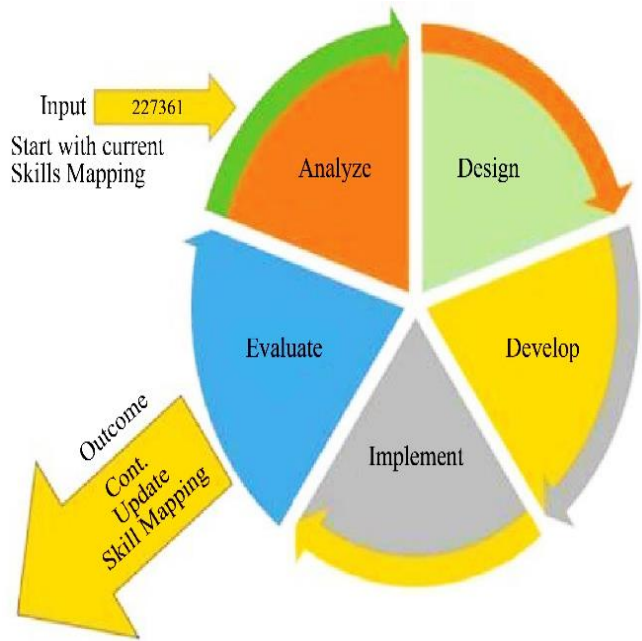 Input
227361
Start with current
Skills Mapping
Analyze
Design
Evaluate
Develop
Implement
Outcome
Cont.
Update
Skill Mapping